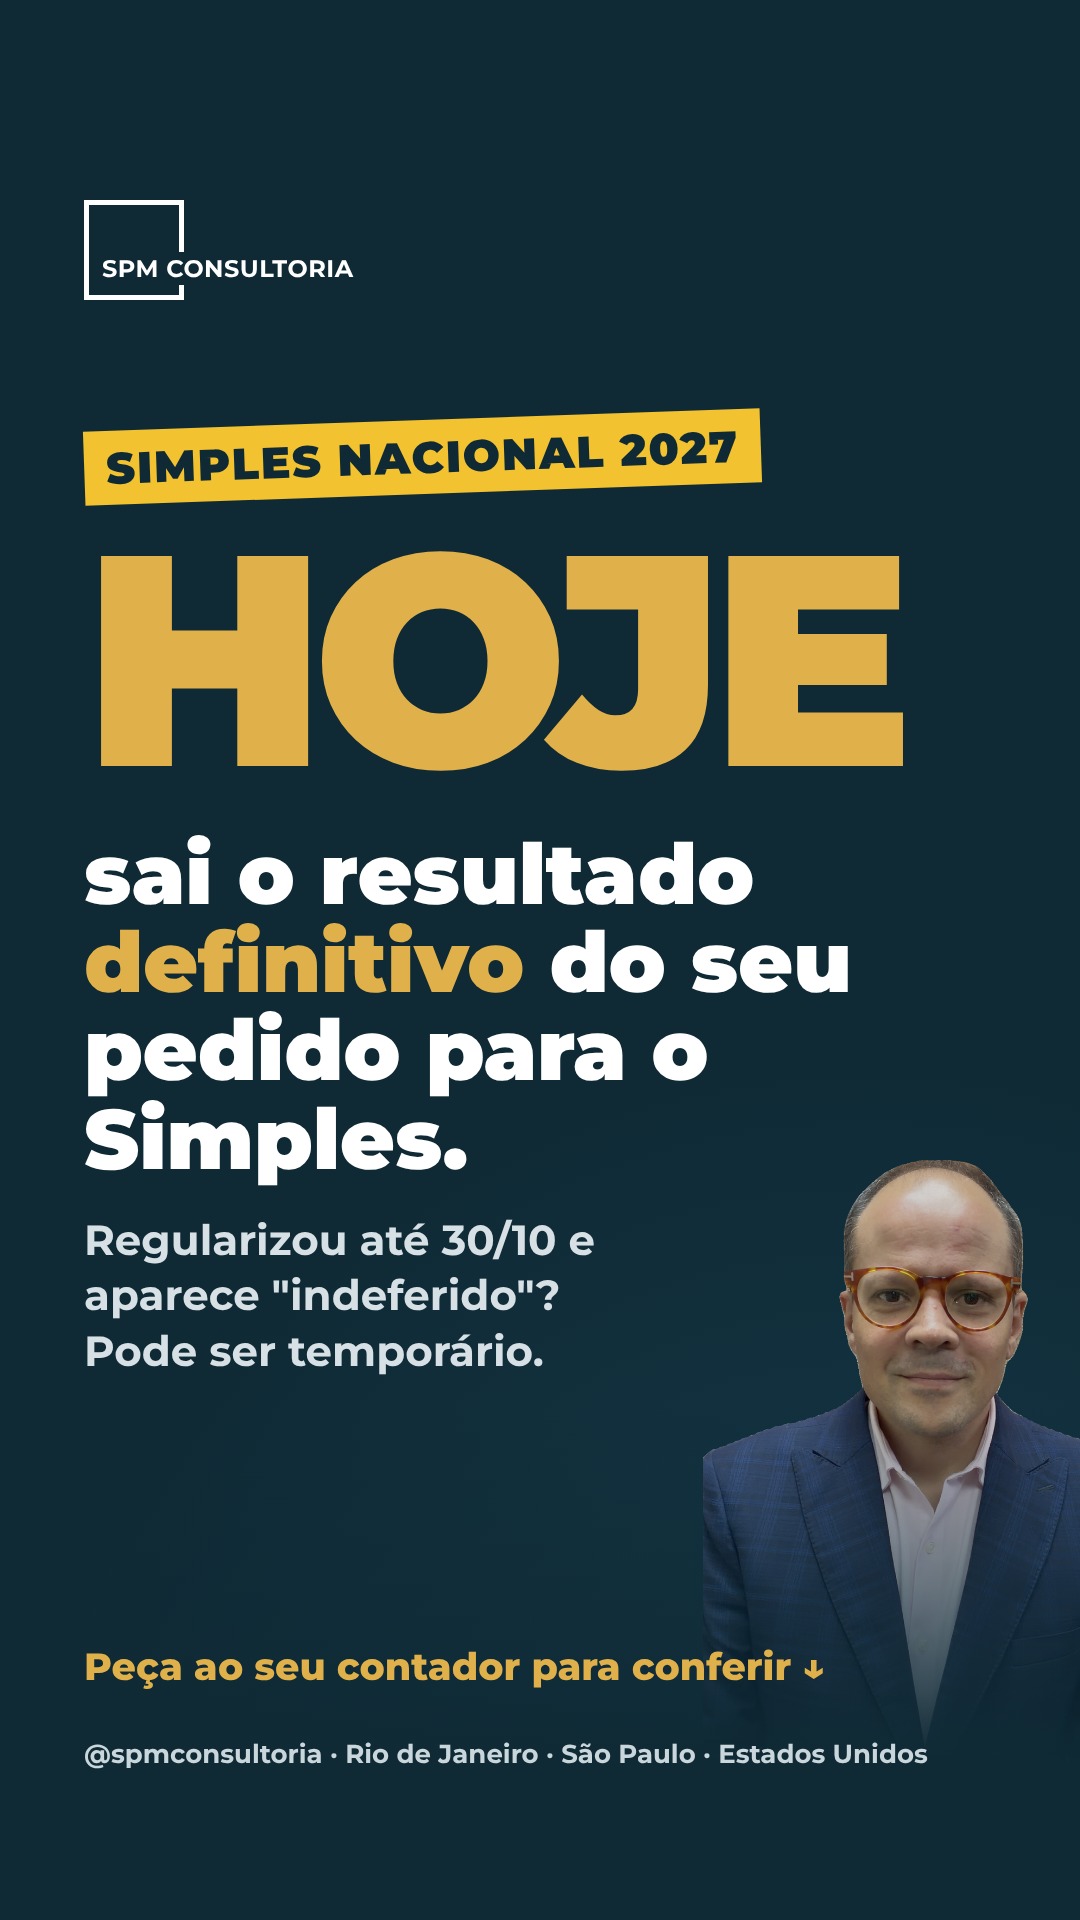 SPM CONSULTORIA
SIMPLES NACIONAL 2027
HOJE
sai o resultado
definitivo do seu
pedido para o
Simples.
Regularizou até 30/10 e
aparece "indeferido"?
Pode ser temporário.
Peça ao seu contador para conferir ↓
@spmconsultoria · Rio de Janeiro · São Paulo · Estados Unidos